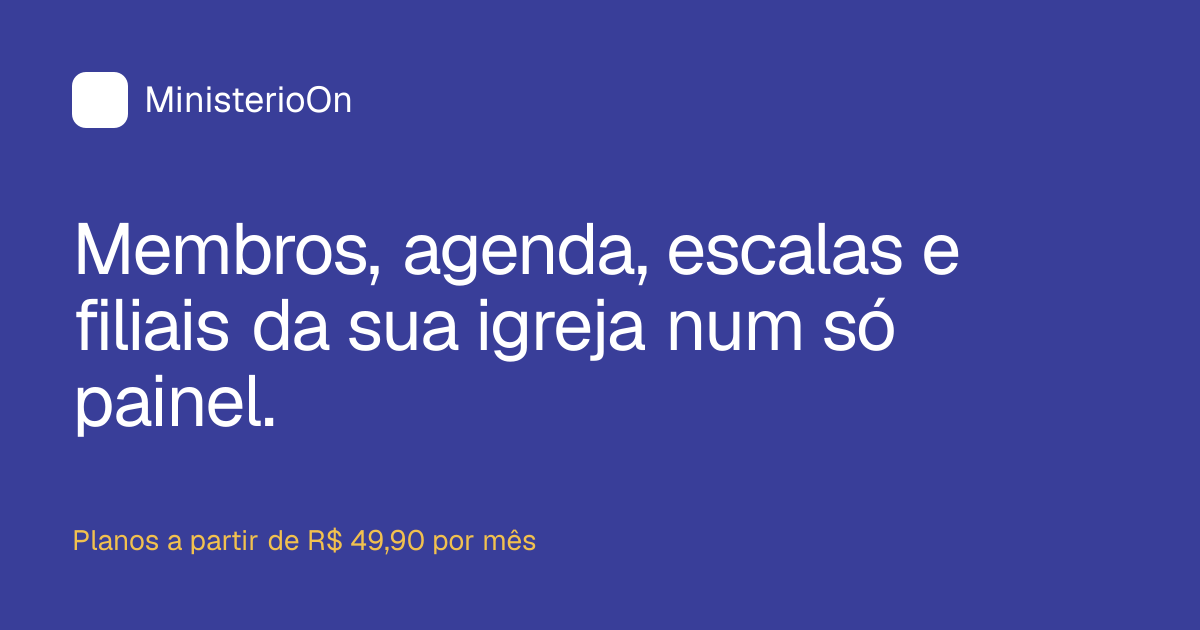 MinisterioOn
Membros, agenda, escalas e
filiais da sua igreja num só
painel.
Planos a partir de R$ 49,90 por mês